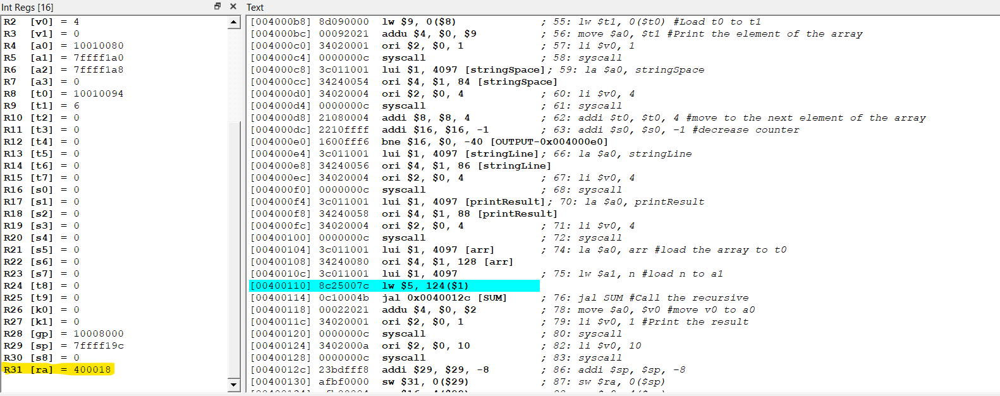 Int Regs [16]
R2 [v0] = 4
R3 [v1] = 0
R4 [a0] = 10010080
R5 [a1] = 7ffff1a0
R6 [a2] = 7ffff1a8
R7 [a3] = 0
R8 [t0] = 10010094
R9 [t1] = 6
R10 [t2] = 0
R11 [t3] = 0
R12 [t4] = 0
R13 [t5] = 0
R14 [t6] = 0
R15 [t7] = 0
R16 [s0] = 0
R17 [s1] = 0
R18 [s2] = 0
R19 [s3] = 0
R20 [s4] = 0
R21 [s5] = 0
R22 [s6] = 0
R23 [s7] = 0
R24 [t8] = 0
R25 [t9] = 0
R26 [k0] = 0
R27 [k1] = 0
R28 [gp] = 10008000
R29 [sp] = 7ffff19c
R30 [s8] = 0
R31 [ra] = 400018
Text
[004000b8] 8d090000 lw $9, 0($8) ; 55: lw $t1, 0($t0) #Load t0 to t1
[004000bc] 00092021 addu $4, $0, $9 ; 56: move $a0, $t1 #Print the element of the array
[004000c0] 34020001 ori $2, $0, 1 ; 57: li $v0, 1
[004000c4] 0000000c syscall ; 58: syscall
[004000c8] 3c011001 lui $1, 4097 [stringSpace]; 59: la $a0, stringSpace
[004000cc] 34240054 ori $4, $1, 84 [stringSpace]
[004000d0] 34020004 ori $2, $0, 4 ; 60: li $v0, 4
[004000d4] 0000000c syscall ; 61: syscall
[004000d8] 21080004 addi $8, $8, 4 ; 62: addi $t0, $t0, 4 #move to the next element of the array
[004000dc] 2210ffff addi $16, $16, -1 ; 63: addi $s0, $s0, -1 #decrease counter
[004000e0] 1600fff6 bne $16, $0, -40 [OUTPUT-0x004000e0]
[004000e4] 3c011001 lui $1, 4097 [stringLine]; 66: la $a0, stringLine
[004000e8] 34240056 ori $4, $1, 86 [stringLine]
[004000ec] 34020004 ori $2, $0, 4 ; 67: li $v0, 4
[004000f0] 0000000c syscall ; 68: syscall
[004000f4] 3c011001 lui $1, 4097 [printResult]; 70: la $a0, printResult
[004000f8] 34240058 ori $4, $1, 88 [printResult]
[004000fc] 34020004 ori $2, $0, 4 ; 71: li $v0, 4
[00400100] 0000000c syscall ; 72: syscall
[00400104] 3c011001 lui $1, 4097 [arr] ; 74: la $a0, arr #load the array to t0
[00400108] 34240080 ori $4, $1, 128 [arr]
[0040010c] 3c011001 lui $1, 4097 ; 75: lw $a1, n #load n to a1
[00400110] 8c25007c lw $5, 124($1)
[00400114] 0c10004b jal 0x0040012c [SUM] ; 76: jal SUM #Call the recursive
[00400118] 00022021 addu $4, $0, $2 ; 78: move $a0, $v0 #move v0 to a0
[0040011c] 34020001 ori $2, $0, 1 ; 79: li $v0, 1 #Print the result
[00400120] 0000000c syscall ; 80: syscall
[00400124] 3402000a ori $2, $0, 10 ; 82: li $v0, 10
[00400128] 0000000c syscall ; 83: syscall
[0040012c] 23bdfff8 addi $29, $29, -8 ; 86: addi $sp, $sp, -8
[00400130] afbf0000 sw $31, 0($29) ; 87: sw $ra, 0($sp)